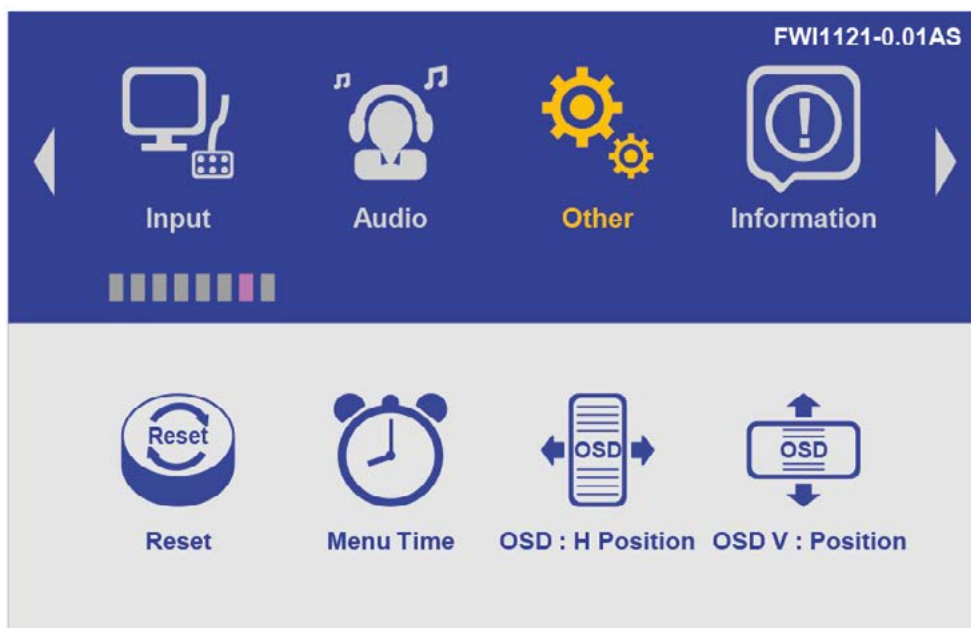 FWI1121-0.01AS
Input Audio Other Information
Reset OSD OSD
Reset Menu Time OSD : H Position OSD V : Position